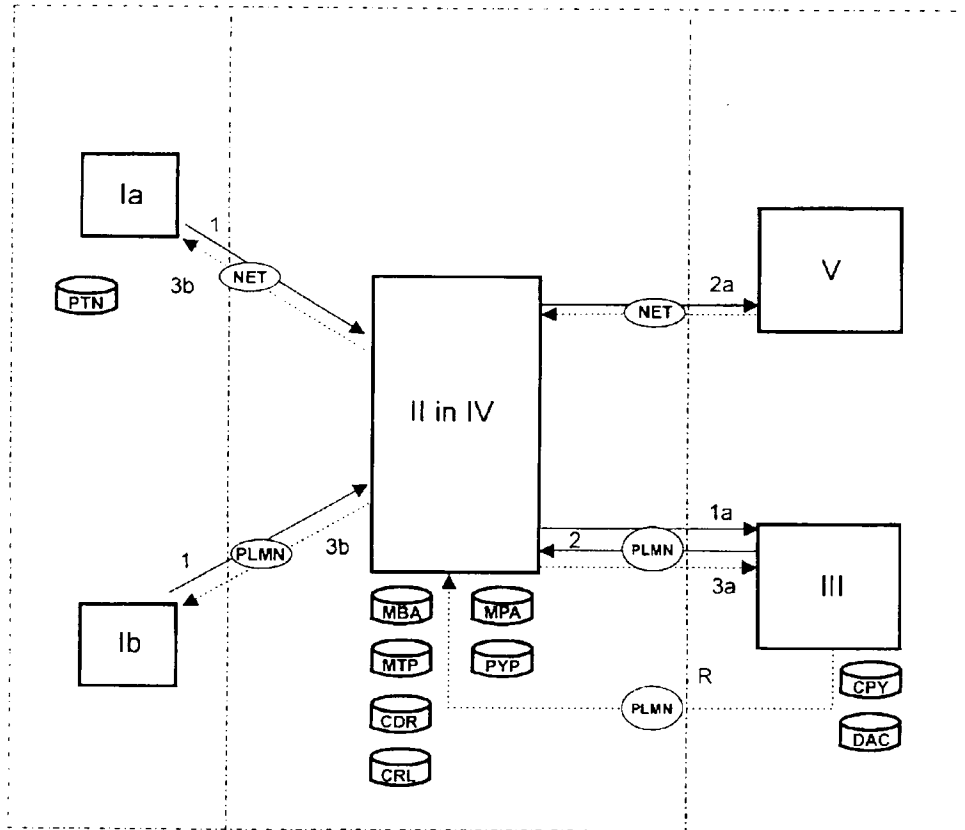 Ia
1
3b
NET
PTN
V
2a
NET
II in IV
1a
2
PLMN
3a
III
1
PLMN
3b
Ib
MBA
MPA
MTP
PYP
CDR
CRL
R
PLMN
CPY
DAC